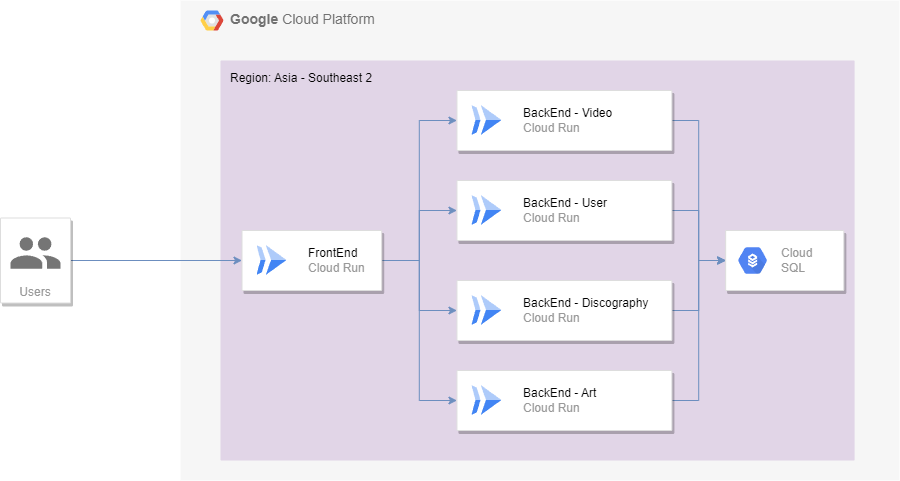 Google Cloud Platform
Region: Asia - Southeast 2
BackEnd - Video
Cloud Run
BackEnd - User
Cloud Run
Users
FrontEnd
Cloud Run
Cloud
SQL
BackEnd - Discography
Cloud Run
BackEnd - Art
Cloud Run